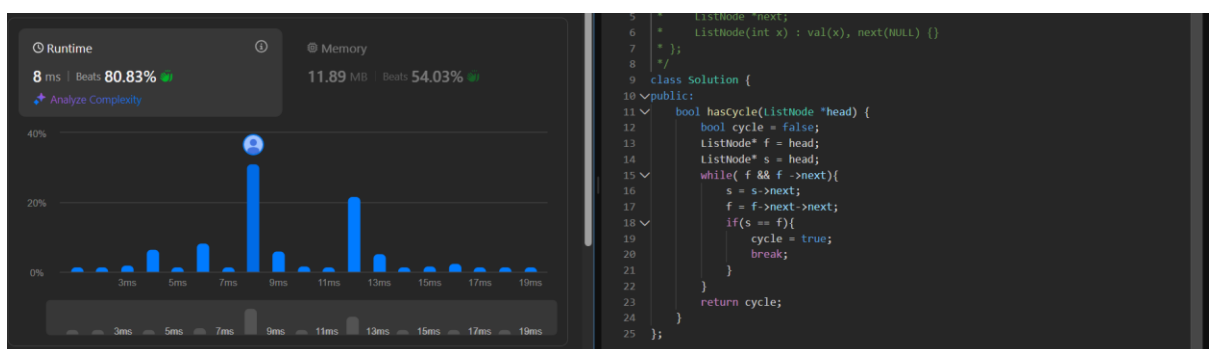 Runtime
Memory
8 ms | Beats 80.83%
11.89 MB | Beats 54.03%
Analyze Complexity
40%
20%
0%
3ms 5ms 7ms 9ms 11ms 13ms 15ms 17ms 19ms
3ms 5ms 7ms 9ms 11ms 13ms 15ms 17ms 19ms
5 * ListNode *next;
6 * ListNode(int x) : val(x), next(NULL) {}
7 * };
8 */
9 class Solution {
10 public:
11 bool hasCycle(ListNode *head) {
12 bool cycle = false;
13 ListNode* f = head;
14 ListNode* s = head;
15 while( f && f ->next){
16 s = s->next;
17 f = f->next->next;
18 if(s == f){
19 cycle = true;
20 break;
21 }
22 }
23 return cycle;
24 }
25 };